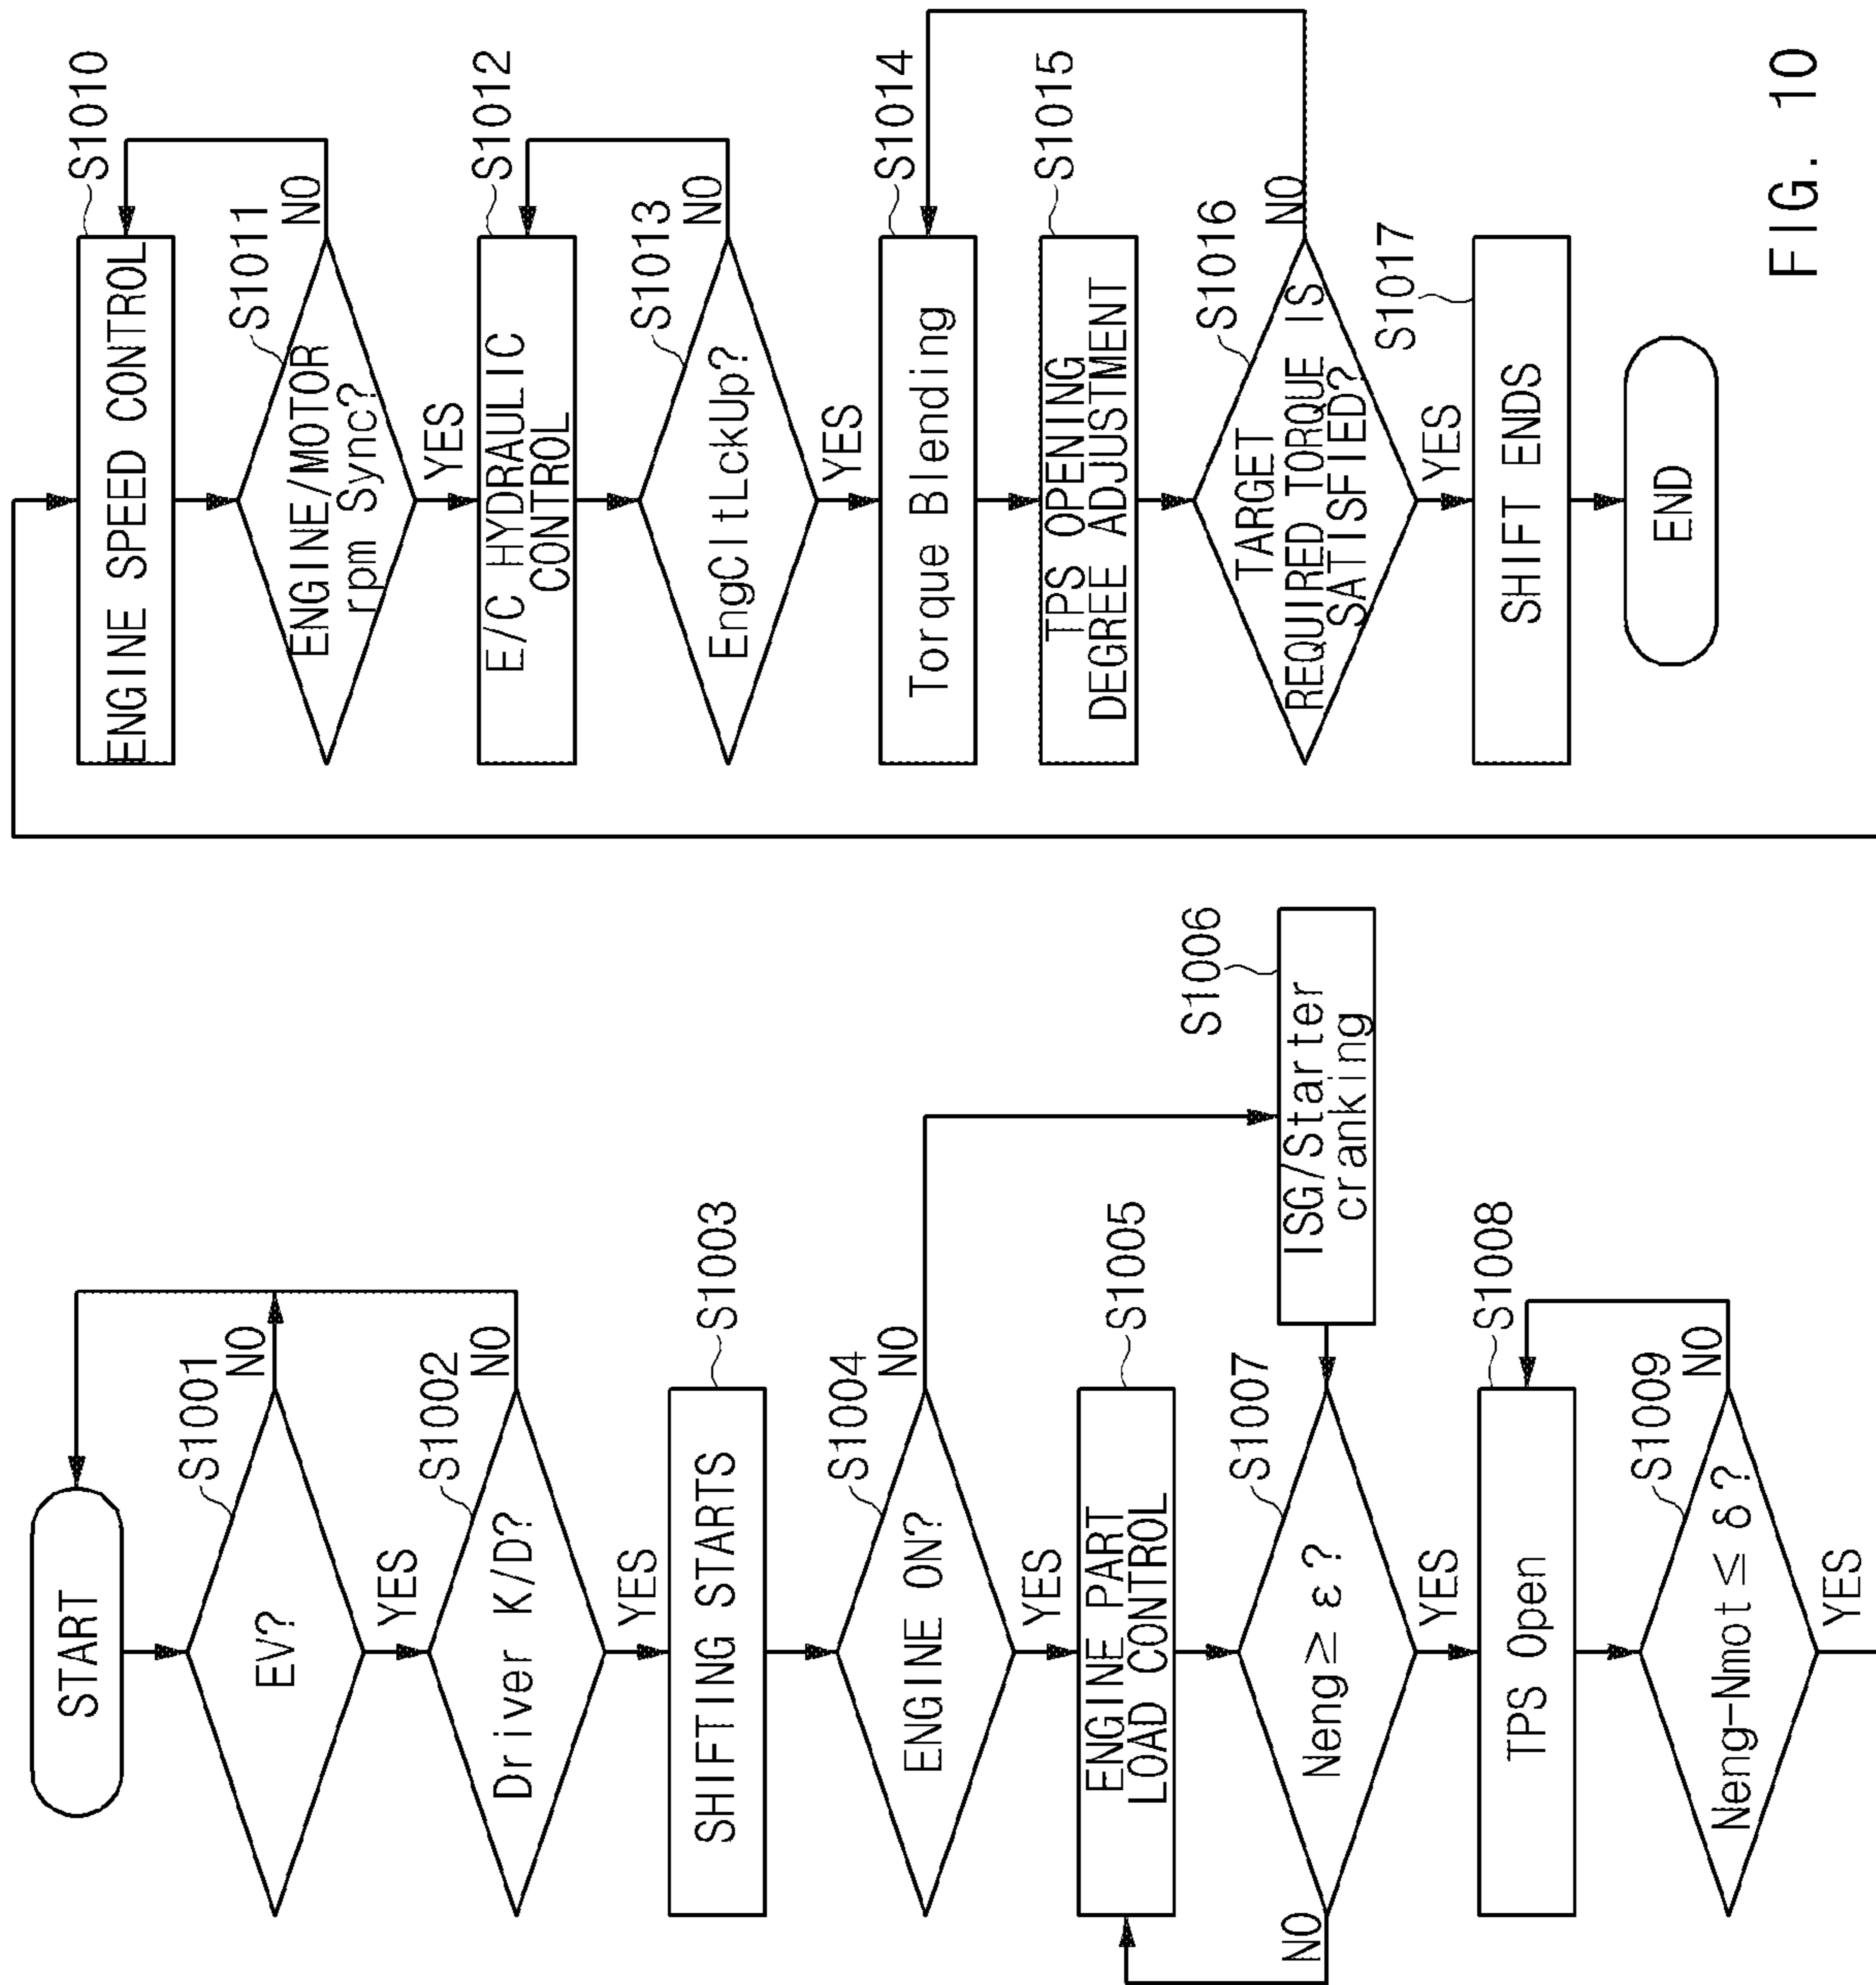 START
S1001
EV?
NO
YES
S1002
Driver K/D?
NO
YES
S1003
SHIFTING STARTS
S1004
ENGINE ON?
NO
YES
S1005
ENGINE PART
LOAD CONTROL
S1006
ISG/Starter
cranking
S1007
Neng ≥ ε ?
NO
YES
S1008
TPS Open
S1009
Neng-Nmot ≤ δ ?
NO
YES
S1010
ENGINE SPEED CONTROL
S1011
ENGINE/MOTOR
rpm Sync?
NO
YES
S1012
E/C HYDRAULIC
CONTROL
S1013
EngCltLckUp?
NO
YES
S1014
Torque Blending
S1015
TPS OPENING
DEGREE ADJUSTMENT
S1016
TARGET
REQUIRED TORQUE IS
SATISFIED?
NO
YES
S1017
SHIFT ENDS
END
FIG. 10